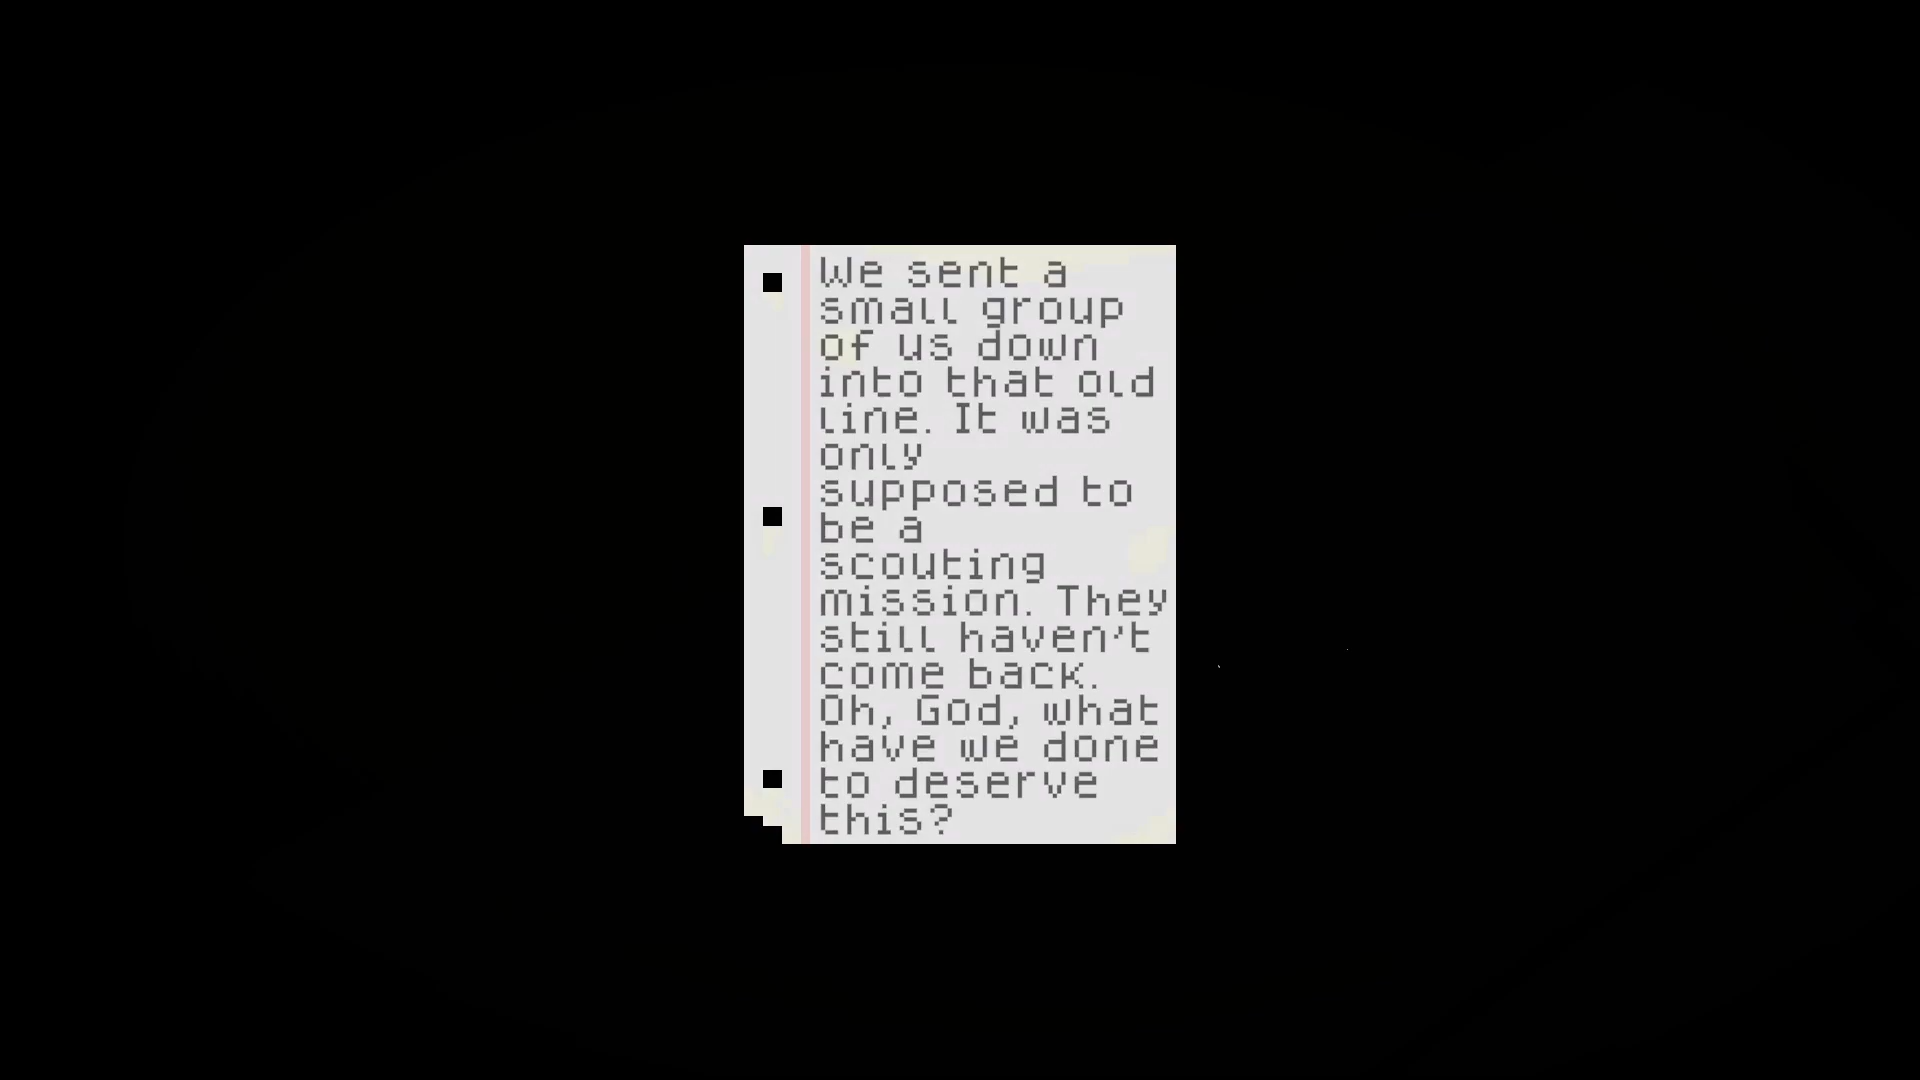 We sent a
small group
of us down
into that old
line. It was
only
supposed to
be a
scouting
mission. They
still haven't
come back.
Oh, God, what
have we done
to deserve
this?